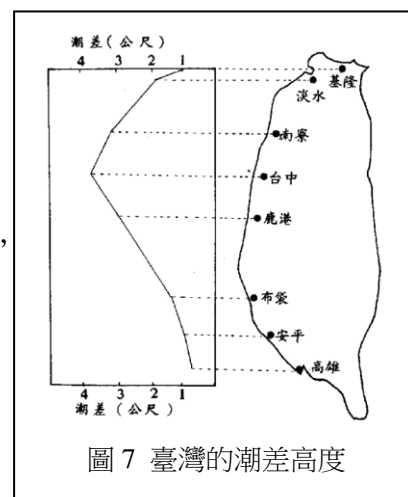 潮差(公尺)
4 3 2 1
基隆
淡水
南寮
台中
,
鹿港
布袋
安平
高雄
4 3 2 1
潮差(公尺)
圖 7 臺灣的潮差高度